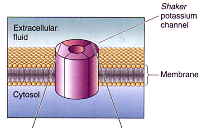 Shaker
potassium
channel
Extracellular
fluid
Membrane
Cytosol